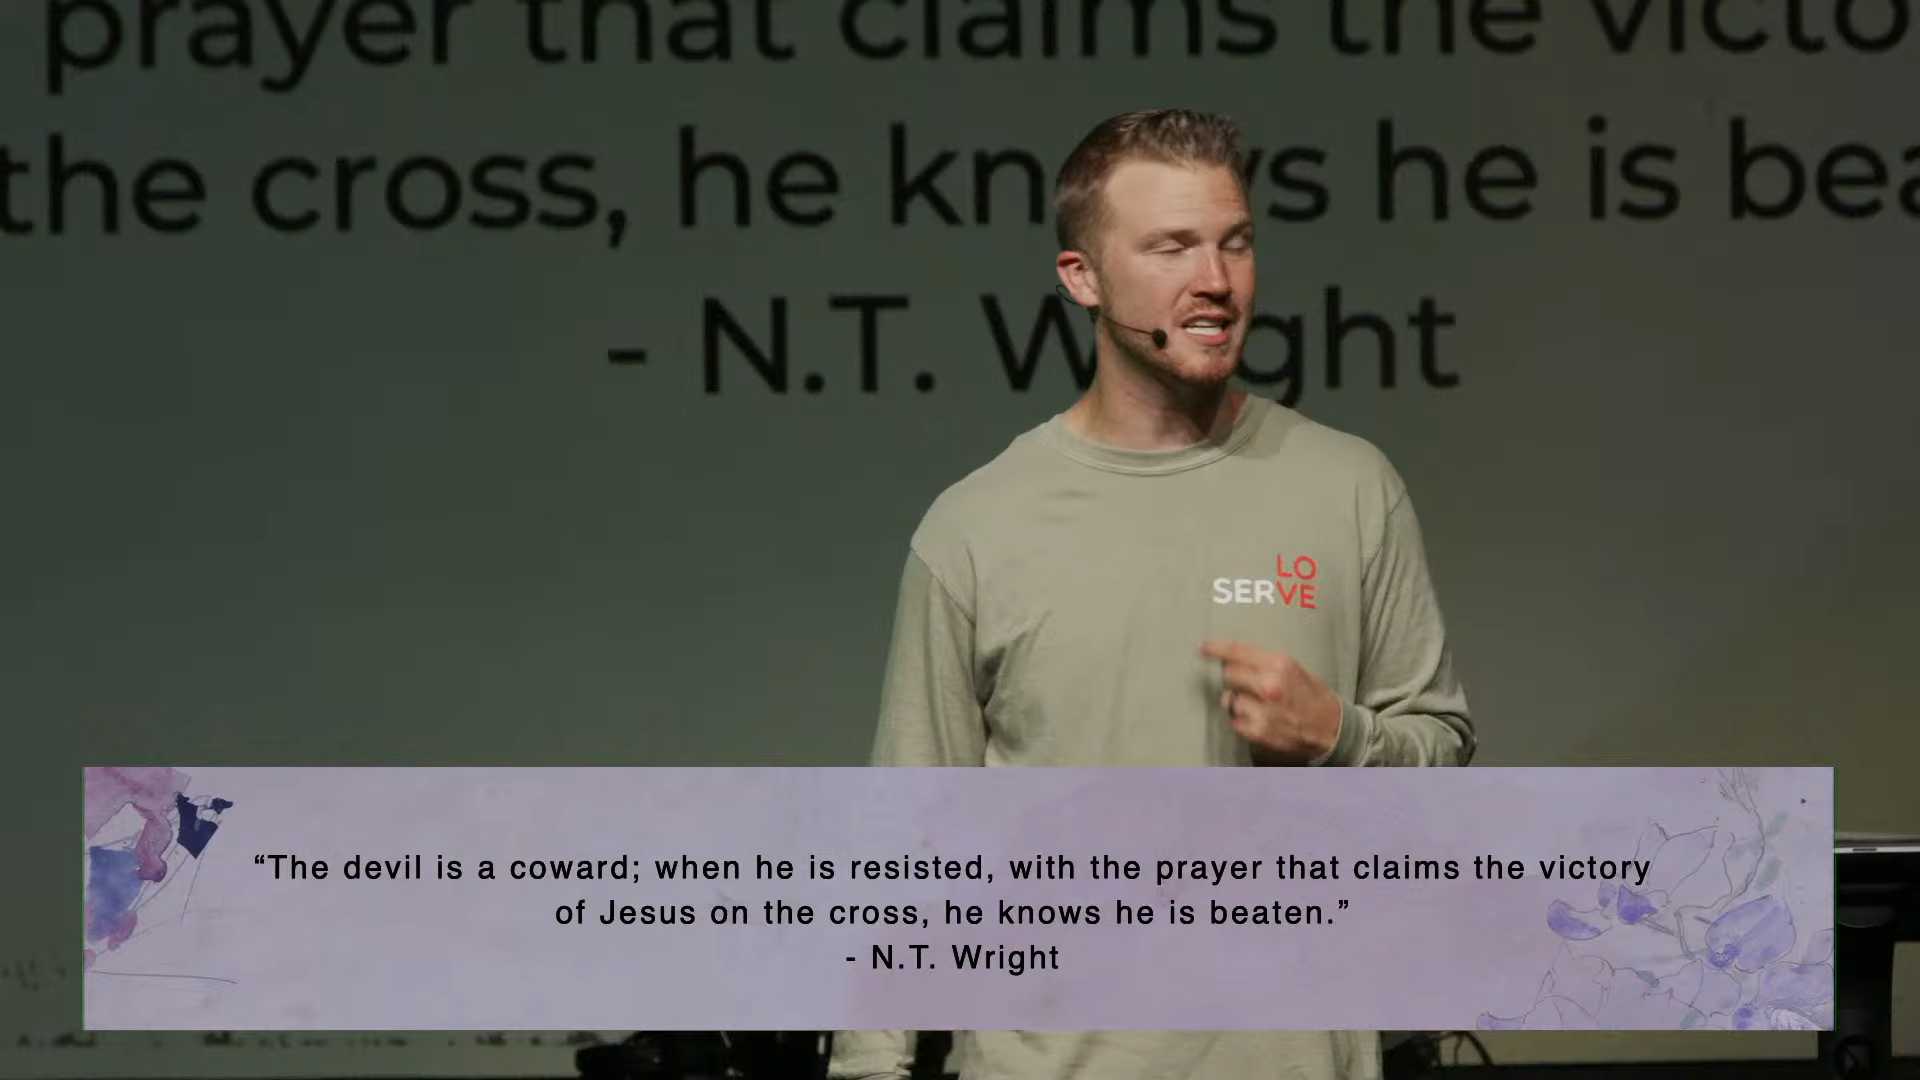 prayer that claims the victo
the cross, he kn s he is bea
- N.T. W ght
LO
SERVE
“The devil is a coward; when he is resisted, with the prayer that claims the victory
of Jesus on the cross, he knows he is beaten.”
- N.T. Wright